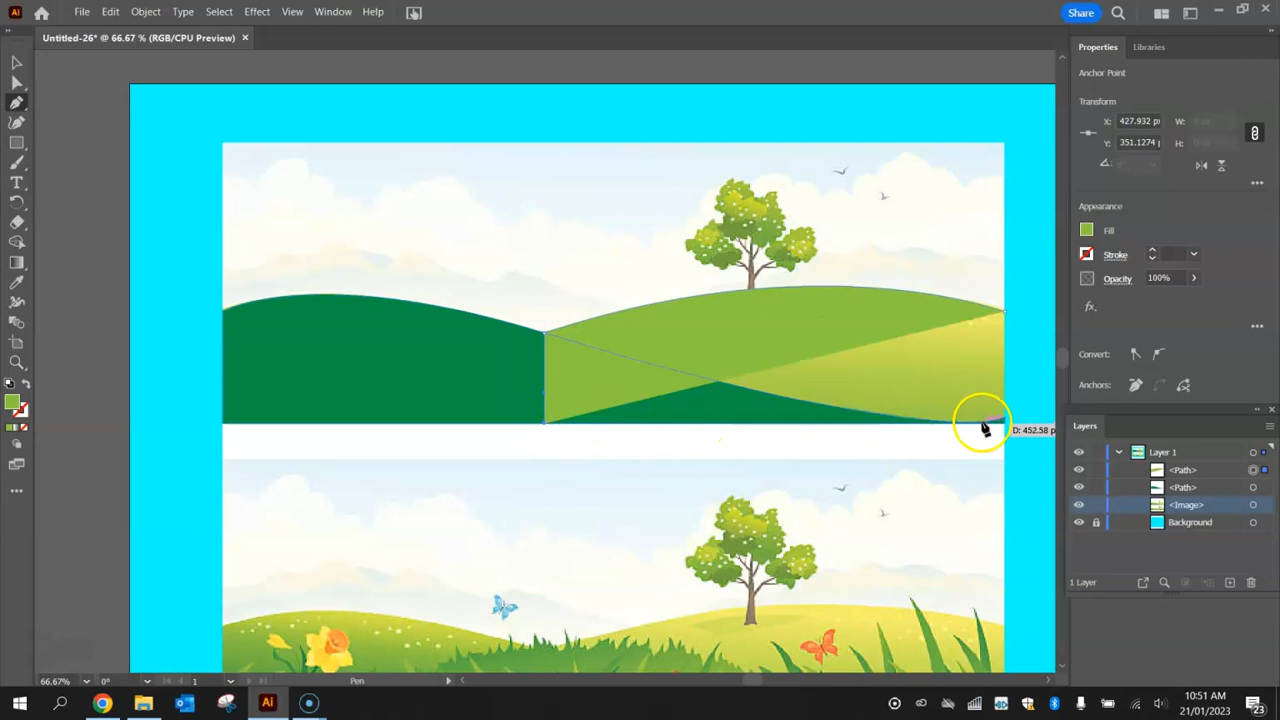 Ai File Edit Object Type Select Effect View Window Help Share
Untitled-26* @ 66.67 % (RGB/CPU Preview) ×
Properties Libraries
Anchor Point
Transform
X: 427.932 px W:
Y: 351.1274 H:
Appearance
Fill
Stroke
Opacity 100%
fx.
Convert:
Anchors:
Layers
Layer 1
<Path>
<Path>
<Image>
Background
1 Layer
D: 452.58 p
66.67% 0° 1 Pen
Ai 10:51 AM
21/01/2023 23